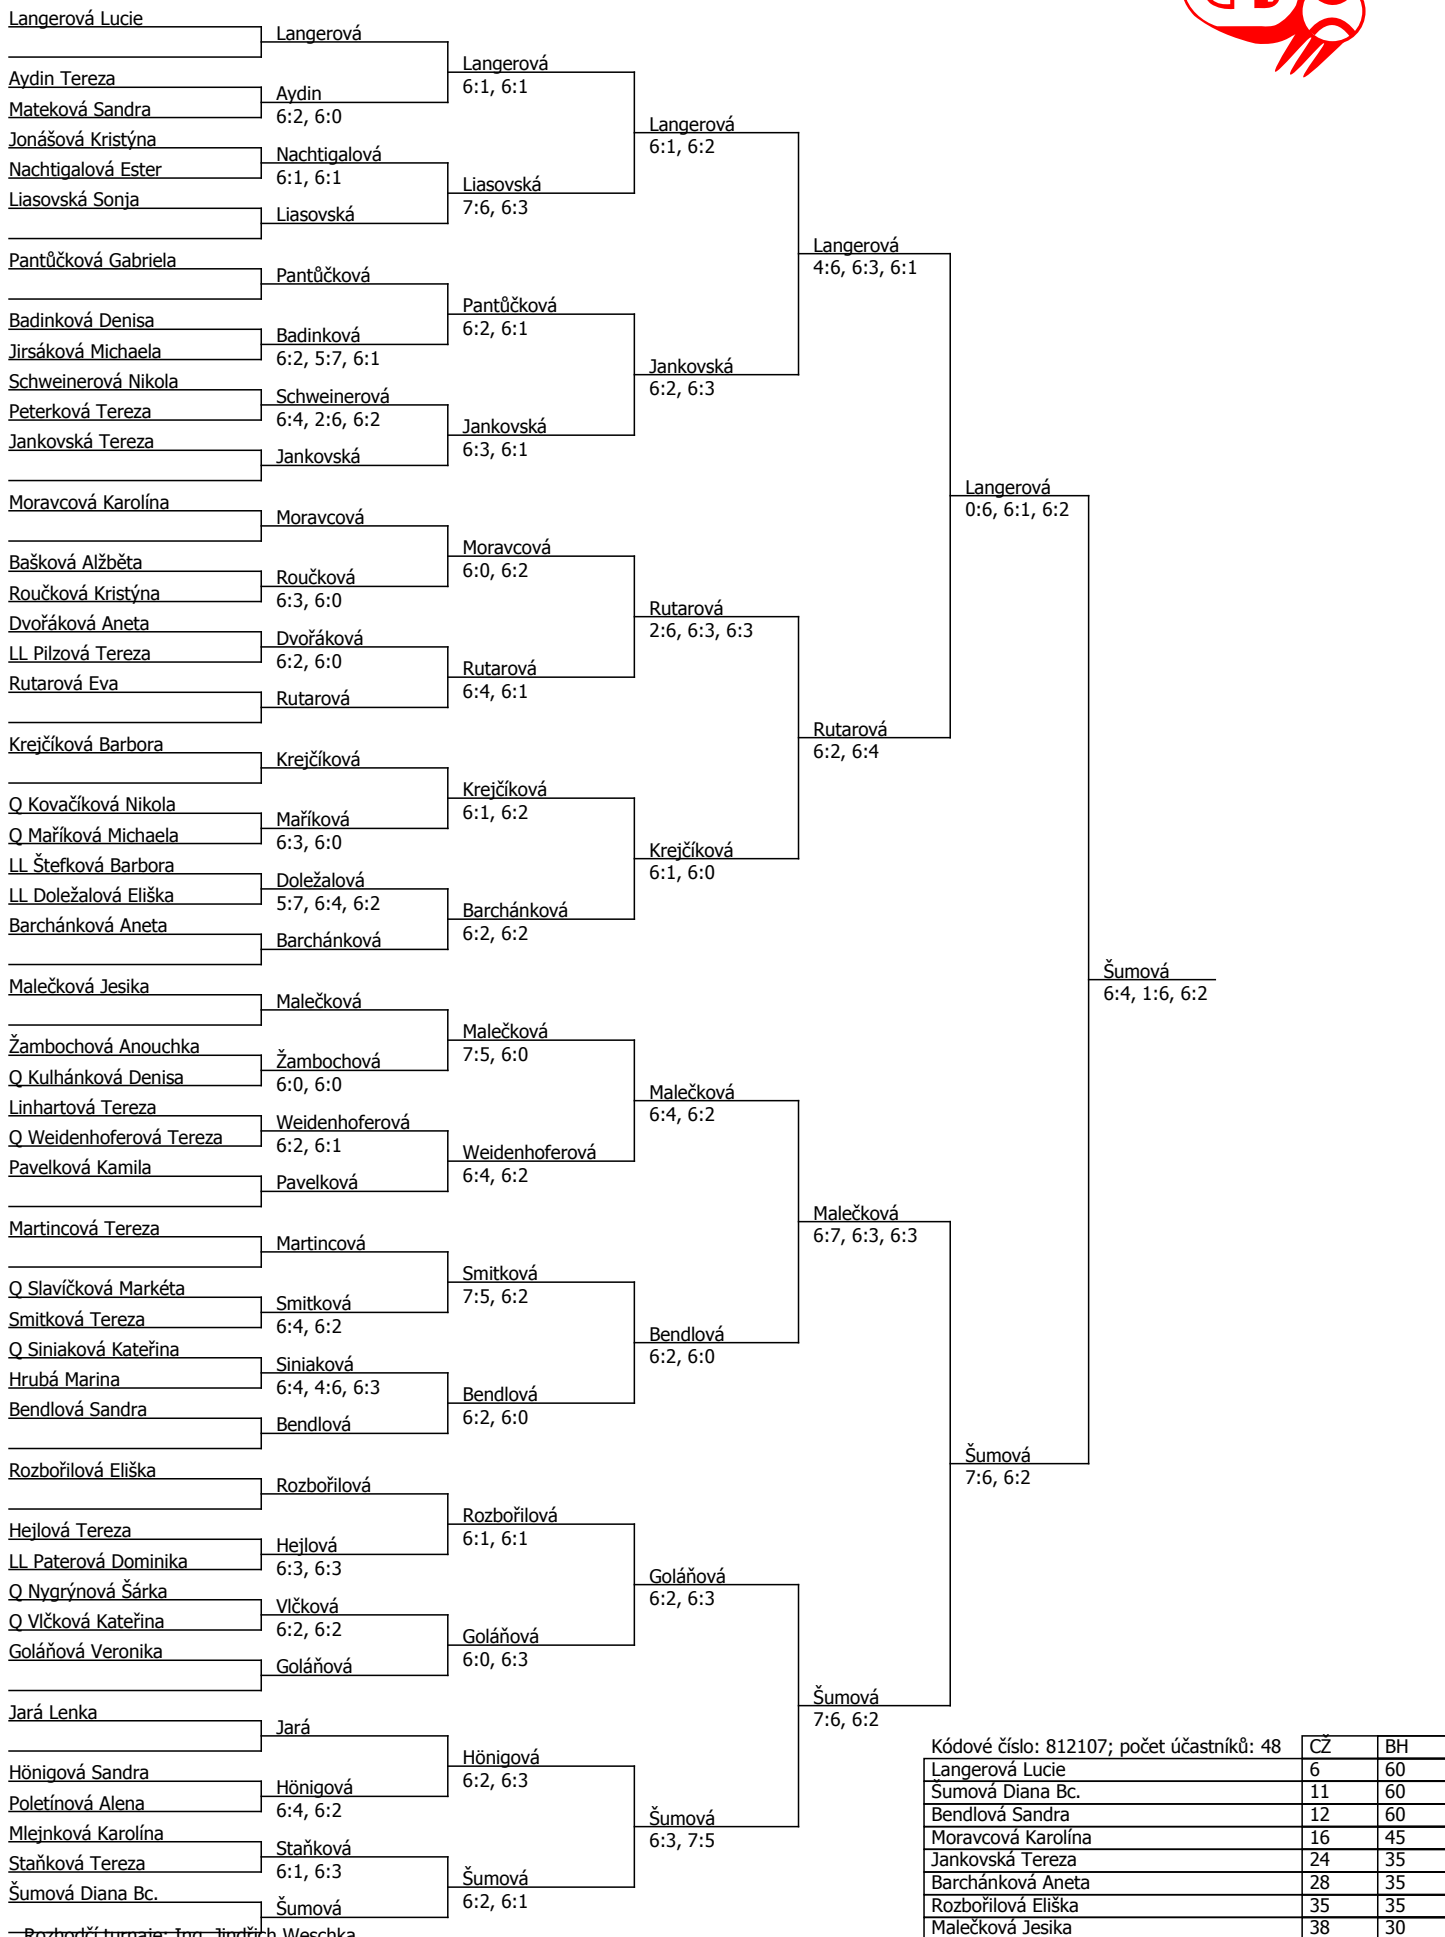 Langerová Lucie
Aydin Tereza
Mateková Sandra
Jonášová Kristýna
Nachtigalová Ester
Liasovská Sonja
Pantůčková Gabriela
Badinková Denisa
Jirsáková Michaela
Schweinerová Nikola
Peterková Tereza
Jankovská Tereza
Moravcová Karolína
Bašková Alžběta
Roučková Kristýna
Dvořáková Aneta
LL Pilzová Tereza
Rutarová Eva
Krejčíková Barbora
Q Kovačíková Nikola
Q Maříková Michaela
LL Štefková Barbora
LL Doležalová Eliška
Barchánková Aneta
Malečková Jesika
Žambochová Anouchka
Q Kulhánková Denisa
Linhartová Tereza
Q Weidenhoferová Tereza
Pavelková Kamila
Martincová Tereza
Q Slavíčková Markéta
Smitková Tereza
Q Siniaková Kateřina
Hrubá Marina
Bendlová Sandra
Rozbořilová Eliška
Hejlová Tereza
LL Paterová Dominika
Q Nygrýnová Šárka
Q Vlčková Kateřina
Goláňová Veronika
Jará Lenka
Hönigová Sandra
Poletínová Alena
Mlejnková Karolína
Staňková Tereza
Šumová Diana Bc.
Langerová
Aydin
6:2, 6:0
Nachtigalová
6:1, 6:1
Liasovská
Pantůčková
Badinková
6:2, 5:7, 6:1
Schweinerová
6:4, 2:6, 6:2
Jankovská
Moravcová
Roučková
6:3, 6:0
Dvořáková
6:2, 6:0
Rutarová
Krejčíková
Maříková
6:3, 6:0
Doležalová
5:7, 6:4, 6:2
Barchánková
Malečková
Žambochová
6:0, 6:0
Weidenhoferová
6:2, 6:1
Pavelková
Martincová
Smitková
6:4, 6:2
Siniaková
6:4, 4:6, 6:3
Bendlová
Rozbořilová
Hejlová
6:3, 6:3
Vlčková
6:2, 6:2
Goláňová
Jará
Hönigová
6:4, 6:2
Staňková
6:1, 6:3
Šumová
Langerová
6:1, 6:1
Liasovská
7:6, 6:3
Pantůčková
6:2, 6:1
Jankovská
6:3, 6:1
Moravcová
6:0, 6:2
Rutarová
6:4, 6:1
Krejčíková
6:1, 6:2
Barchánková
6:2, 6:2
Malečková
7:5, 6:0
Weidenhoferová
6:4, 6:2
Smitková
7:5, 6:2
Bendlová
6:2, 6:0
Rozbořilová
6:1, 6:1
Goláňová
6:0, 6:3
Hönigová
6:2, 6:3
Šumová
6:2, 6:1
Langerová
6:1, 6:2
Jankovská
6:2, 6:3
Rutarová
2:6, 6:3, 6:3
Krejčíková
6:1, 6:0
Malečková
6:4, 6:2
Bendlová
6:2, 6:0
Goláňová
6:2, 6:3
Šumová
6:3, 7:5
Langerová
4:6, 6:3, 6:1
Rutarová
6:2, 6:4
Malečková
6:7, 6:3, 6:3
Šumová
7:6, 6:2
Langerová
0:6, 6:1, 6:2
Šumová
7:6, 6:2
Šumová
6:4, 1:6, 6:2
Rozhodčí turnaje: Ing. Jindřich Weschka
Kódové číslo: 812107; počet účastníků: 48 CŽ BH
Langerová Lucie 6 60
Šumová Diana Bc. 11 60
Bendlová Sandra 12 60
Moravcová Karolína 16 45
Jankovská Tereza 24 35
Barchánková Aneta 28 35
Rozbořilová Eliška 35 35
Malečková Jesika 38 30